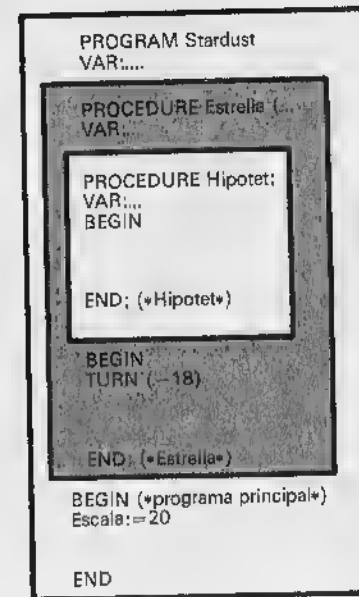 PROGRAM Stardust
VAR:....
PROCEDURE Estrella (...
VAR:...
PROCEDURE Hipotet;
VAR:...
BEGIN
END; (*Hipotet*)
BEGIN
TURN (—18)
END; (*Estrella*)
BEGIN (*programa principal*)
Escala:=20
END